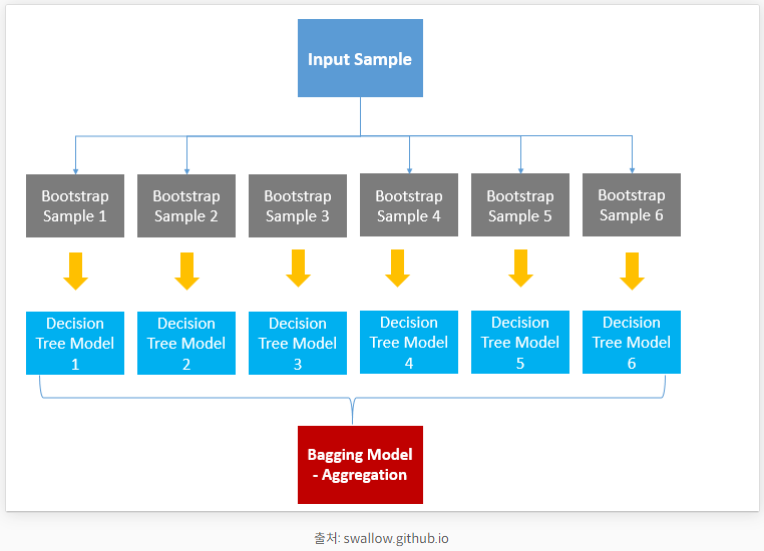 Input Sample
Bootstrap
Sample 1
Bootstrap
Sample 2
Bootstrap
Sample 3
Bootstrap
Sample 4
Bootstrap
Sample 5
Bootstrap
Sample 6
Decision
Tree Model
1
Decision
Tree Model
2
Decision
Tree Model
3
Decision
Tree Model
4
Decision
Tree Model
5
Decision
Tree Model
6
Bagging Model
- Aggregation
출처: swallow.github.io